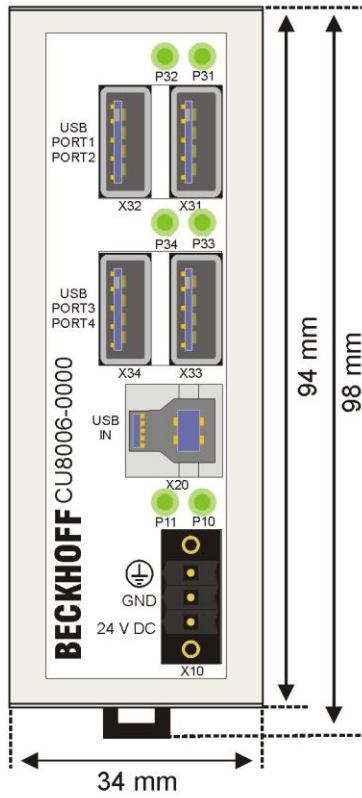 P32 P31
USB
PORT1
PORT2
X32 X31
P34 P33
USB
PORT3
PORT4
X34 X33
USB
IN
X20
P11 P10
GND
24 V DC
X10
BECKHOFF CU8006-0000
94 mm
98 mm
34 mm